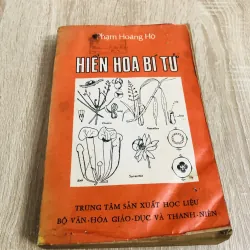 Phạm Hoàng Hộ
HIỂN HOA BÍ TỬ
TRUNG TÂM SẢN XUẤT HỌC LIỆU
BỘ VĂN-HÓA GIÁO-DỤC VÀ THANH-NIÊN